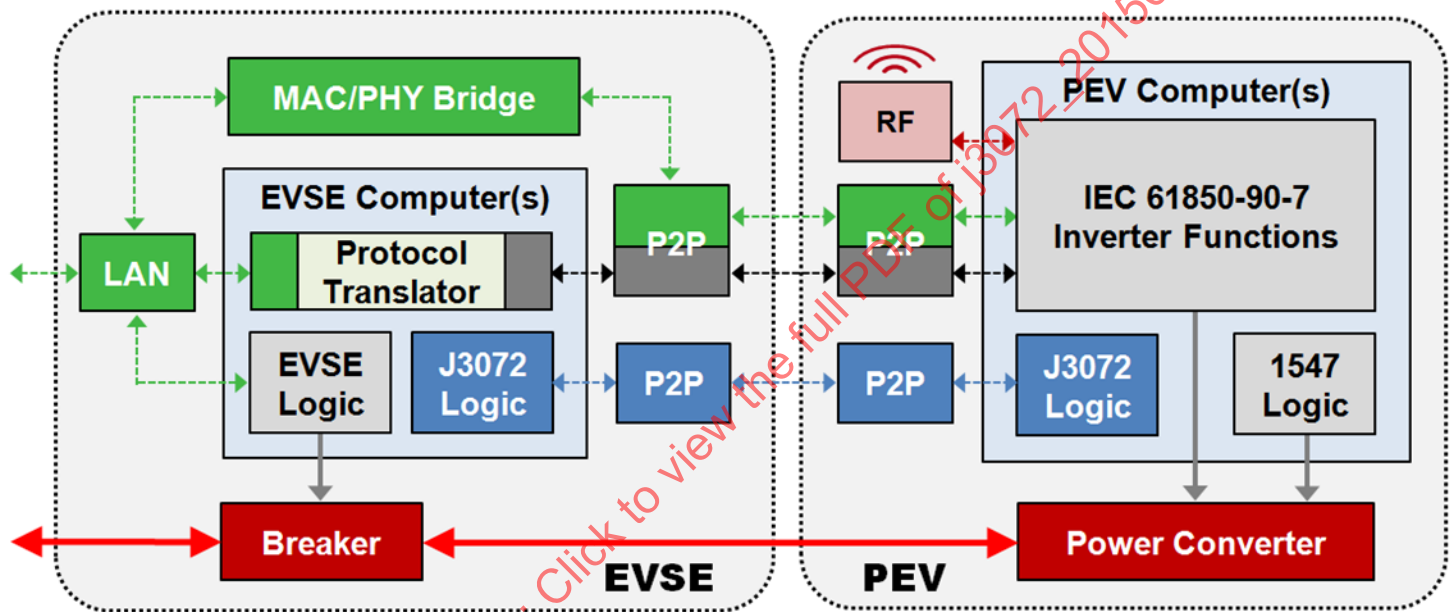 MAC/PHY Bridge
RF
PEV Computer(s)
IEC 61850-90-7
Inverter Functions
EVSE Computer(s)
LAN
Protocol
Translator
P2P
P2P
EVSE
Logic
J3072
Logic
P2P
P2P
J3072
Logic
1547
Logic
Breaker
Power Converter
EVSE
PEV
Click to view the full PDF of j3072_2015